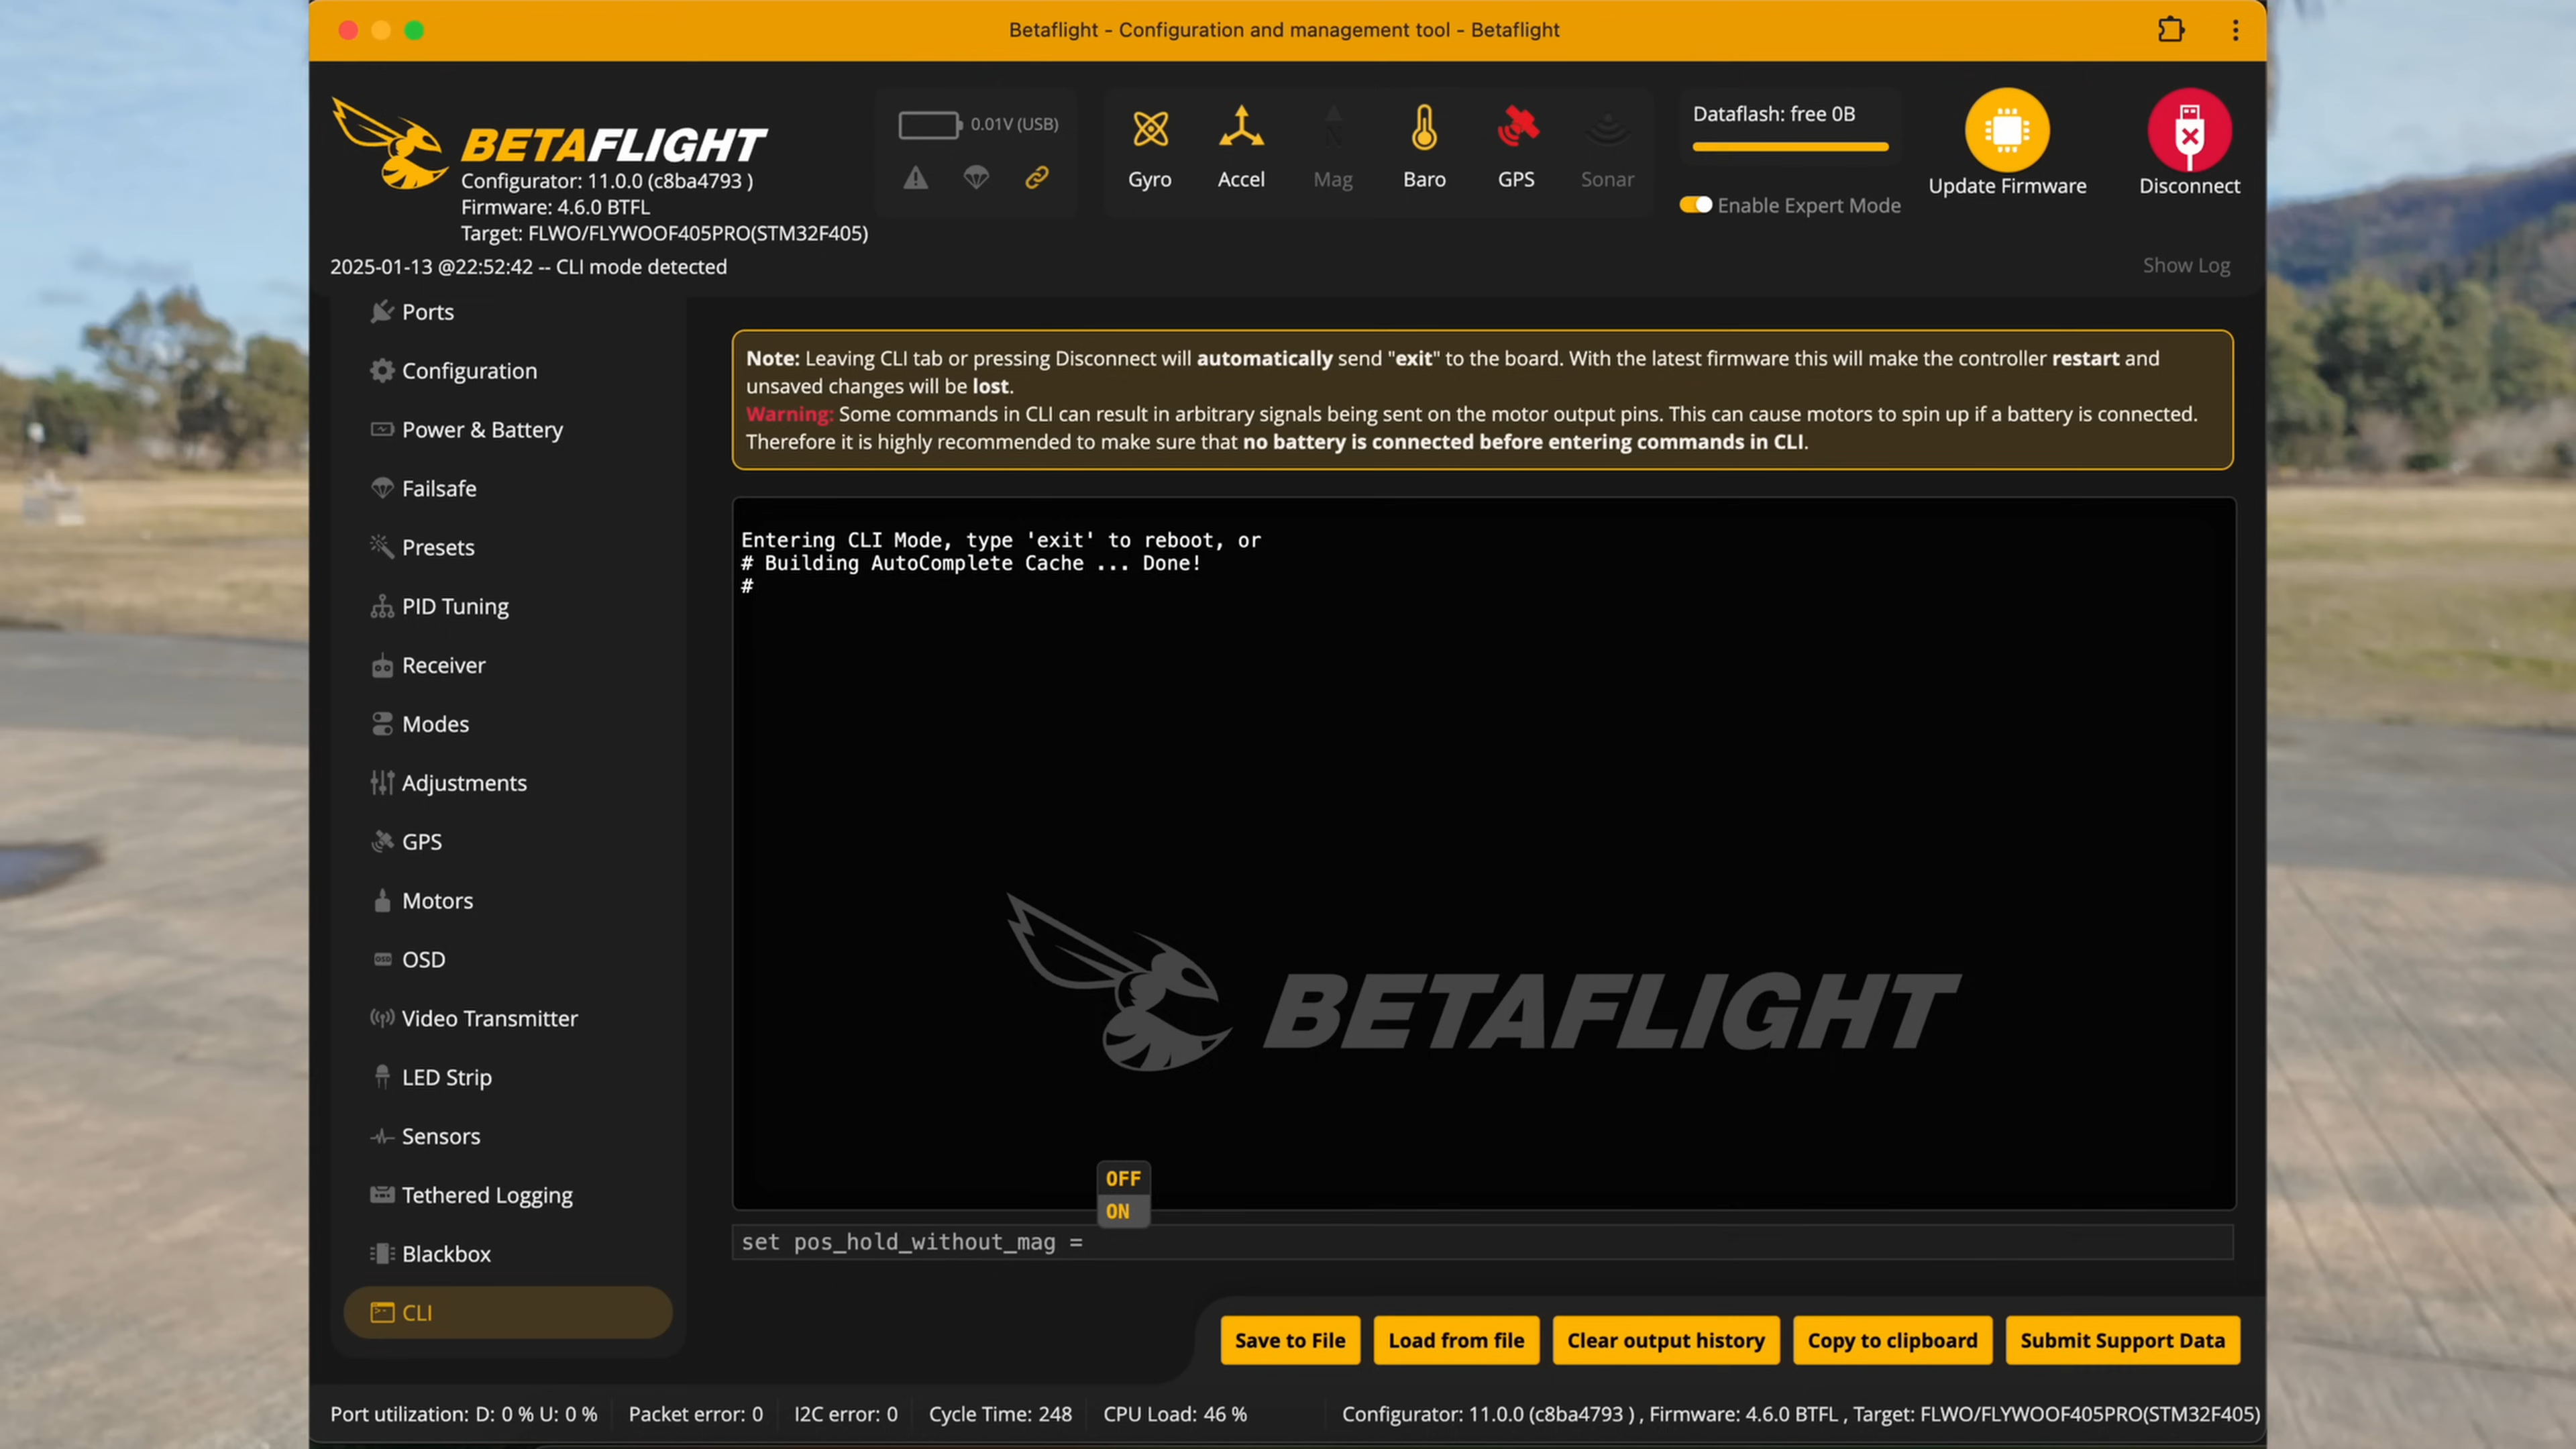 Betaflight - Configuration and management tool - Betaflight
BETAFLIGHT
Configurator: 11.0.0 (c8ba4793 )
Firmware: 4.6.0 BTFL
Target: FLWO/FLYWOOF405PRO(STM32F405)
0.01V (USB)
Gyro
Accel
Mag
Baro
GPS
Sonar
Dataflash: free 0B
Enable Expert Mode
Update Firmware
Disconnect
2025-01-13 @22:52:42 -- CLI mode detected
Show Log
Ports
Configuration
Power & Battery
Failsafe
Presets
PID Tuning
Receiver
Modes
Adjustments
GPS
Motors
OSD
Video Transmitter
LED Strip
Sensors
Tethered Logging
Blackbox
CLI
Note: Leaving CLI tab or pressing Disconnect will automatically send "exit" to the board. With the latest firmware this will make the controller restart and
unsaved changes will be lost.
Warning: Some commands in CLI can result in arbitrary signals being sent on the motor output pins. This can cause motors to spin up if a battery is connected.
Therefore it is highly recommended to make sure that no battery is connected before entering commands in CLI.
Entering CLI Mode, type 'exit' to reboot, or
# Building AutoComplete Cache ... Done!
#
BETAFLIGHT
OFF
ON
set pos_hold_without_mag =
Save to File
Load from file
Clear output history
Copy to clipboard
Submit Support Data
Port utilization: D: 0 % U: 0 %
Packet error: 0
I2C error: 0
Cycle Time: 248
CPU Load: 46 %
Configurator: 11.0.0 (c8ba4793 ) , Firmware: 4.6.0 BTFL , Target: FLWO/FLYWOOF405PRO(STM32F405)